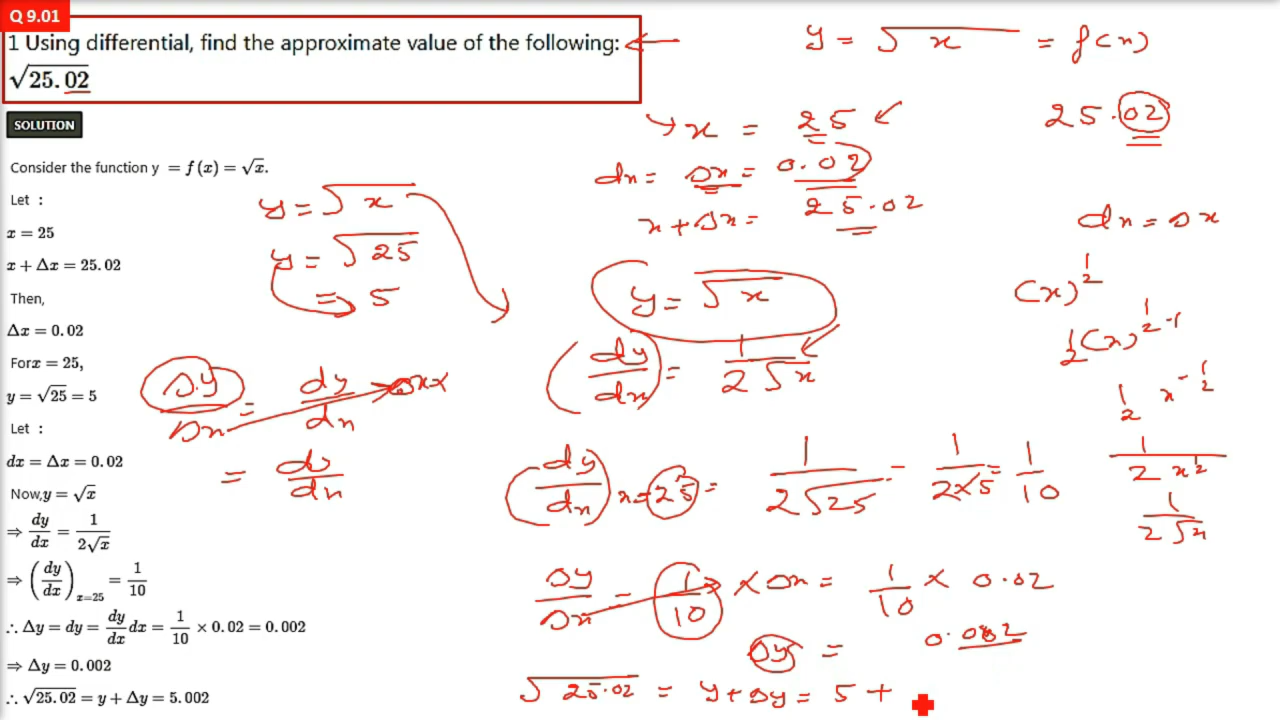 Q 9.01
1 Using differential, find the approximate value of the following:
√25.02
SOLUTION
Consider the function y = f(x) = √x.
Let :
x = 25
x + Δx = 25.02
Then,
Δx = 0.02
For x = 25,
y = √25 = 5
Let :
dx = Δx = 0.02
Now, y = √x
⇒ dy/dx = 1/(2√x)
⇒ (dy/dx)x=25 = 1/10
∴ Δy = dy = dy/dx dx = 1/10 × 0.02 = 0.002
⇒ Δy = 0.002
∴ √25.02 = y + Δy = 5.002
y = √x
y = √25
⇒ 5
Δy/Δx = dy/dx × Δx
= dy/dx
y = √x = f(x)
→ x = 25
dx = Δx = 0.02
x + Δx = 25.02
y = √x
(dy/dx) = 1/(2√x)
(dy/dx) x=25 = 1/(2√25) = 1/(2×5) = 1/10
Δy/Δx = 1/10 × Δx = 1/10 × 0.02
Δy = 0.002
√25.02 = y + Δy = 5 +
25.02
dx = Δx
(x)^1/2
1/2 (x)^1/2-1
1/2 x^-1/2
1/(2 x^1/2)
1/(2√x)